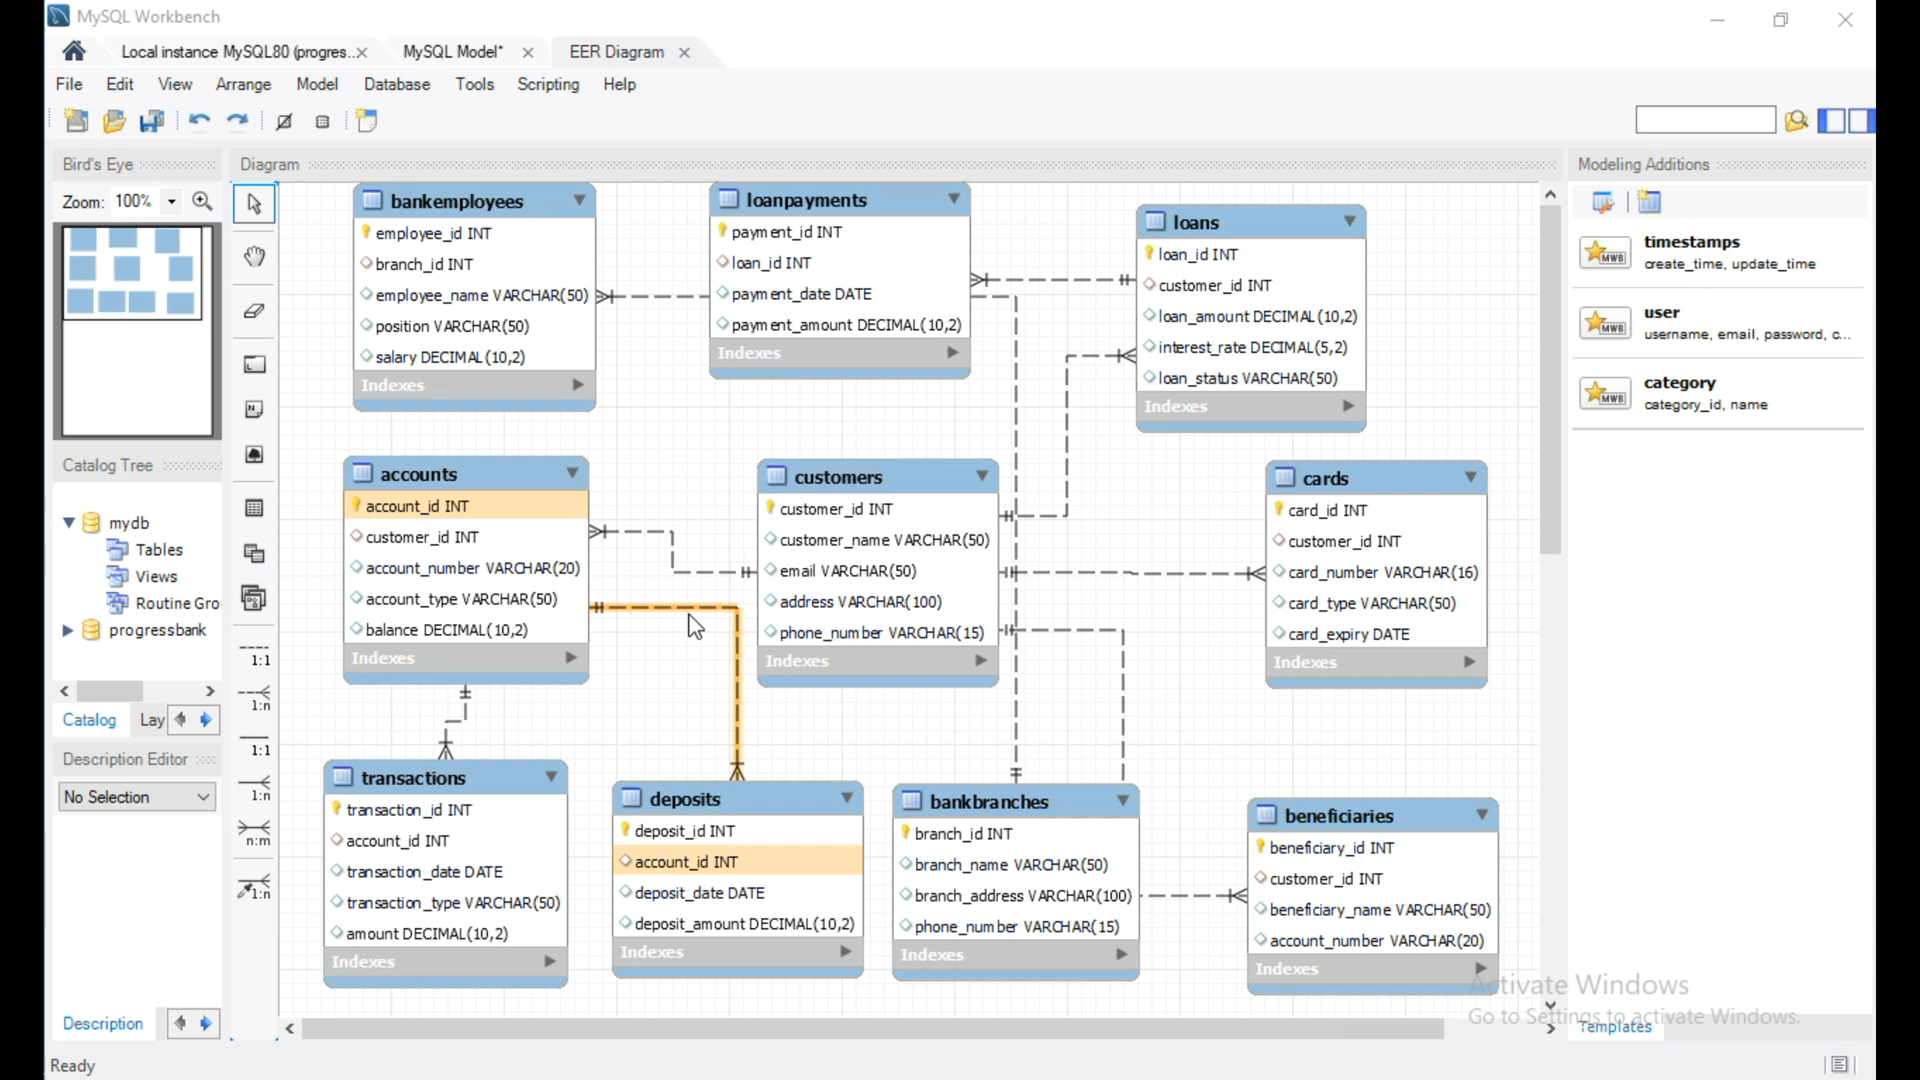 MySQL Workbench
Local instance MySQL80 (progres..
MySQL Model*
EER Diagram
File Edit View Arrange Model Database Tools Scripting Help
Bird's Eye
Zoom: 100%
Diagram
Modeling Additions
bankemployees
employee_id INT
branch_id INT
employee_name VARCHAR(50)
position VARCHAR(50)
salary DECIMAL(10,2)
Indexes
loanpayments
payment_id INT
loan_id INT
payment_date DATE
payment_amount DECIMAL(10,2)
Indexes
loans
loan_id INT
customer_id INT
loan_amount DECIMAL(10,2)
interest_rate DECIMAL(5,2)
loan_status VARCHAR(50)
Indexes
timestamps
create_time, update_time
user
username, email, password, c...
category
category_id, name
Catalog Tree
mydb
Tables
Views
Routine Gro
progressbank
Catalog
Lay
Description Editor
No Selection
Description
1:1
1:n
1:1
1:n
n:m
1:n
accounts
account_id INT
customer_id INT
account_number VARCHAR(20)
account_type VARCHAR(50)
balance DECIMAL(10,2)
Indexes
customers
customer_id INT
customer_name VARCHAR(50)
email VARCHAR(50)
address VARCHAR(100)
phone_number VARCHAR(15)
Indexes
cards
card_id INT
customer_id INT
card_number VARCHAR(16)
card_type VARCHAR(50)
card_expiry DATE
Indexes
transactions
transaction_id INT
account_id INT
transaction_date DATE
transaction_type VARCHAR(50)
amount DECIMAL(10,2)
Indexes
deposits
deposit_id INT
account_id INT
deposit_date DATE
deposit_amount DECIMAL(10,2)
Indexes
bankbranches
branch_id INT
branch_name VARCHAR(50)
branch_address VARCHAR(100)
phone_number VARCHAR(15)
Indexes
beneficiaries
beneficiary_id INT
customer_id INT
beneficiary_name VARCHAR(50)
account_number VARCHAR(20)
Indexes
Activate Windows
Go to Settings to activate Windows.
Templates
Ready